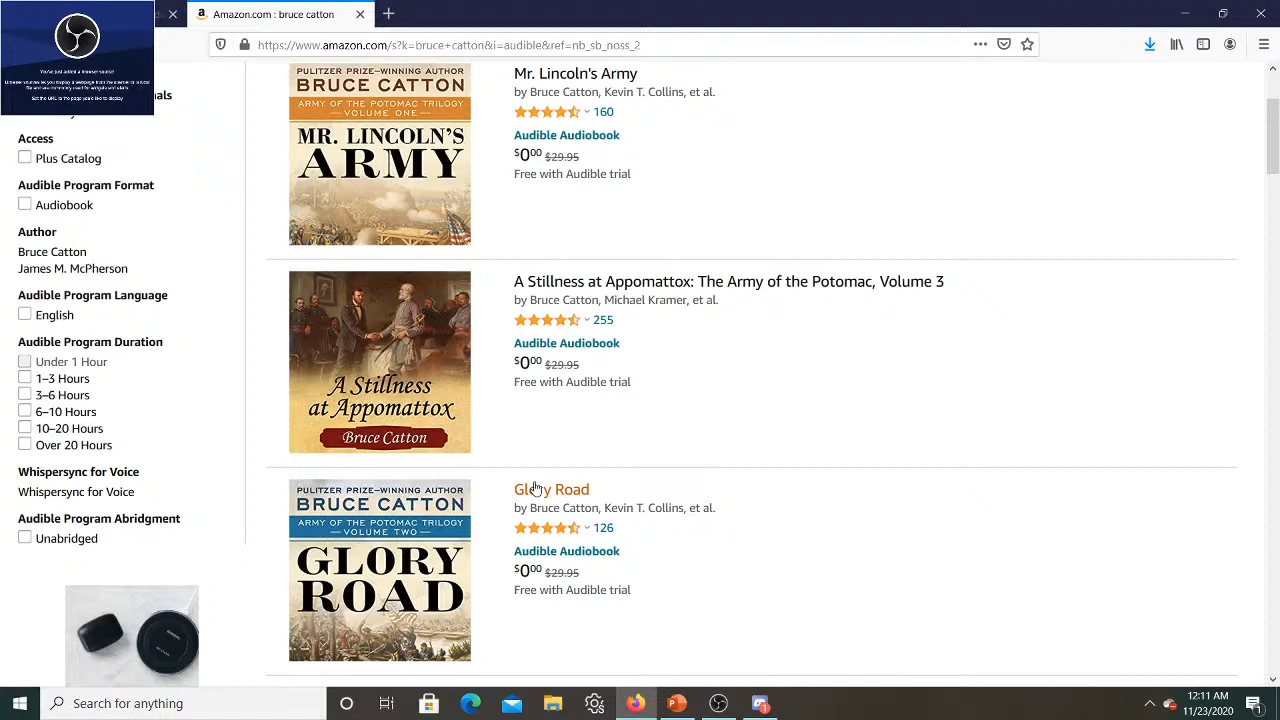 Amazon.com : bruce catton
https://www.amazon.com/s?k=bruce+catton&i=audible&ref=nb_sb_noss_2
You've just added a browser source!
Access
Plus Catalog
Audible Program Format
Audiobook
Author
Bruce Catton
James M. McPherson
Audible Program Language
English
Audible Program Duration
Under 1 Hour
1–3 Hours
3–6 Hours
6–10 Hours
10–20 Hours
Over 20 Hours
Whispersync for Voice
Whispersync for Voice
Audible Program Abridgment
Unabridged
PULITZER PRIZE–WINNING AUTHOR
BRUCE CATTON
ARMY OF THE POTOMAC TRILOGY
—VOLUME ONE—
MR. LINCOLN'S
ARMY
Mr. Lincoln's Army
by Bruce Catton, Kevin T. Collins, et al.
160
Audible Audiobook
$0.00 $29.95
Free with Audible trial
A Stillness
at Appomattox
Bruce Catton
A Stillness at Appomattox: The Army of the Potomac, Volume 3
by Bruce Catton, Michael Kramer, et al.
255
Audible Audiobook
$0.00 $29.95
Free with Audible trial
PULITZER PRIZE–WINNING AUTHOR
BRUCE CATTON
ARMY OF THE POTOMAC TRILOGY
—VOLUME TWO—
GLORY
ROAD
Glory Road
by Bruce Catton, Kevin T. Collins, et al.
126
Audible Audiobook
$0.00 $29.95
Free with Audible trial
Search for anything
12:11 AM
11/23/2020